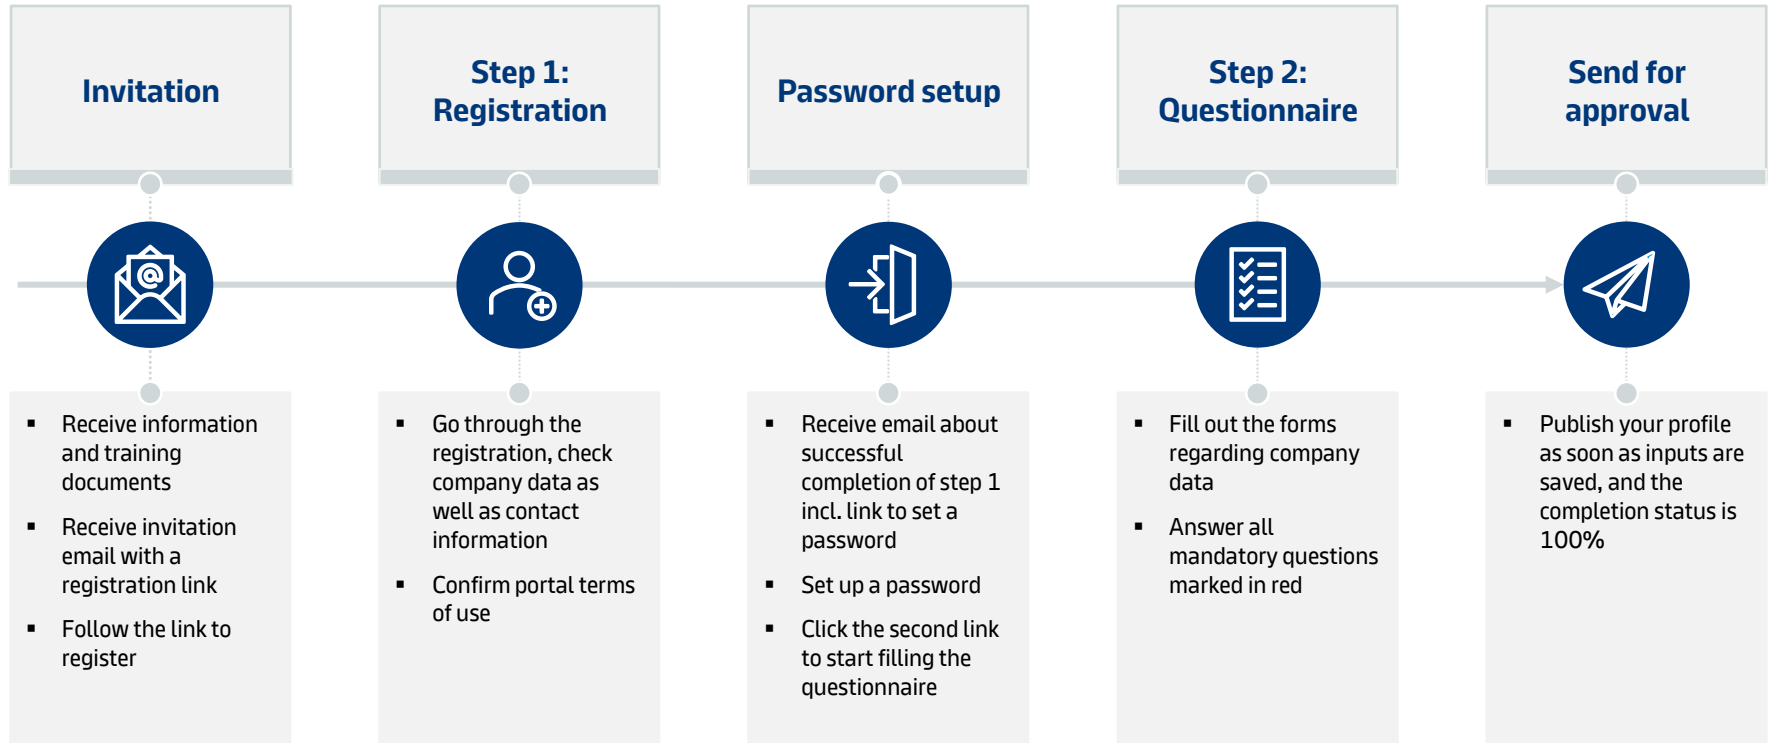 Invitation
Step 1:
Registration
Password setup
Step 2:
Questionnaire
Send for
approval
@
▪ Receive information
and training
documents
▪ Receive invitation
email with a
registration link
▪ Follow the link to
register
▪ Go through the
registration, check
company data as
well as contact
information
▪ Confirm portal terms
of use
▪ Receive email about
successful
completion of step 1
incl. link to set a
password
▪ Set up a password
▪ Click the second link
to start filling the
questionnaire
▪ Fill out the forms
regarding company
data
▪ Answer all
mandatory questions
marked in red
▪ Publish your profile
as soon as inputs are
saved, and the
completion status is
100%